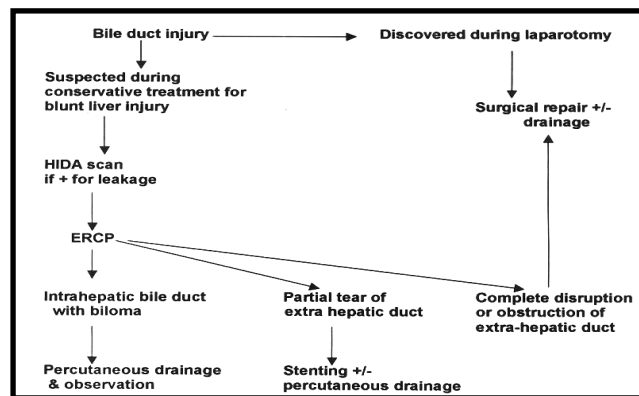 Bile duct injury
Discovered during laparotomy
Suspected during
conservative treatment for
blunt liver injury
Surgical repair +/-
drainage
HIDA scan
if + for leakage
ERCP
Intrahepatic bile duct
with biloma
Partial tear of
extra hepatic duct
Complete disruption
or obstruction of
extra-hepatic duct
Percutaneous drainage
& observation
Stenting +/-
percutaneous drainage